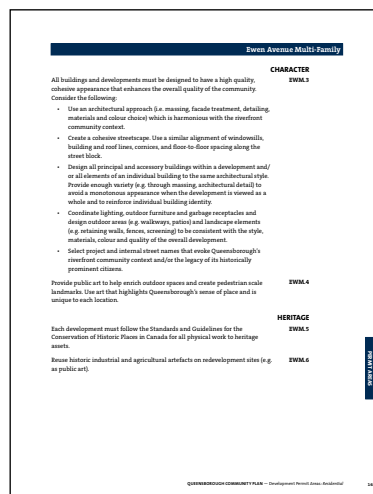 Ewen Avenue Multi-Family
CHARACTER
All buildings and developments must be designed to have a high quality, EWM.3
cohesive appearance that enhances the overall quality of the community.
Consider the following:
• Use an architectural approach (i.e. massing, facade treatment, detailing,
materials and colour choice) which is harmonious with the riverfront
community context.
• Create a cohesive streetscape. Use a similar alignment of windowsills,
building and roof lines, cornices, and floor-to-floor spacing along the
street block.
• Design all principal and accessory buildings within a development and/
or all elements of an individual building to the same architectural style.
Provide enough variety (e.g. through massing, architectural detail) to
avoid a monotonous appearance when the development is viewed as a
whole and to reinforce individual building identity.
• Coordinate lighting, outdoor furniture and garbage receptacles and
design outdoor areas (e.g. walkways, patios) and landscape elements
(e.g. retaining walls, fences, screening) to be consistent with the style,
materials, colour and quality of the overall development.
• Select project and internal street names that evoke Queensborough's
riverfront community context and/or the legacy of its historically
prominent citizens.
Provide public art to help enrich outdoor spaces and create pedestrian scale EWM.4
landmarks. Use art that highlights Queensborough's sense of place and is
unique to each location.
HERITAGE
Each development must follow the Standards and Guidelines for the EWM.5
Conservation of Historic Places in Canada for all physical work to heritage
assets.
Reuse historic industrial and agricultural artefacts on redevelopment sites (e.g. EWM.6
as public art).
PERMIT AREAS
QUEENSBOROUGH COMMUNITY PLAN — Development Permit Areas: Residential